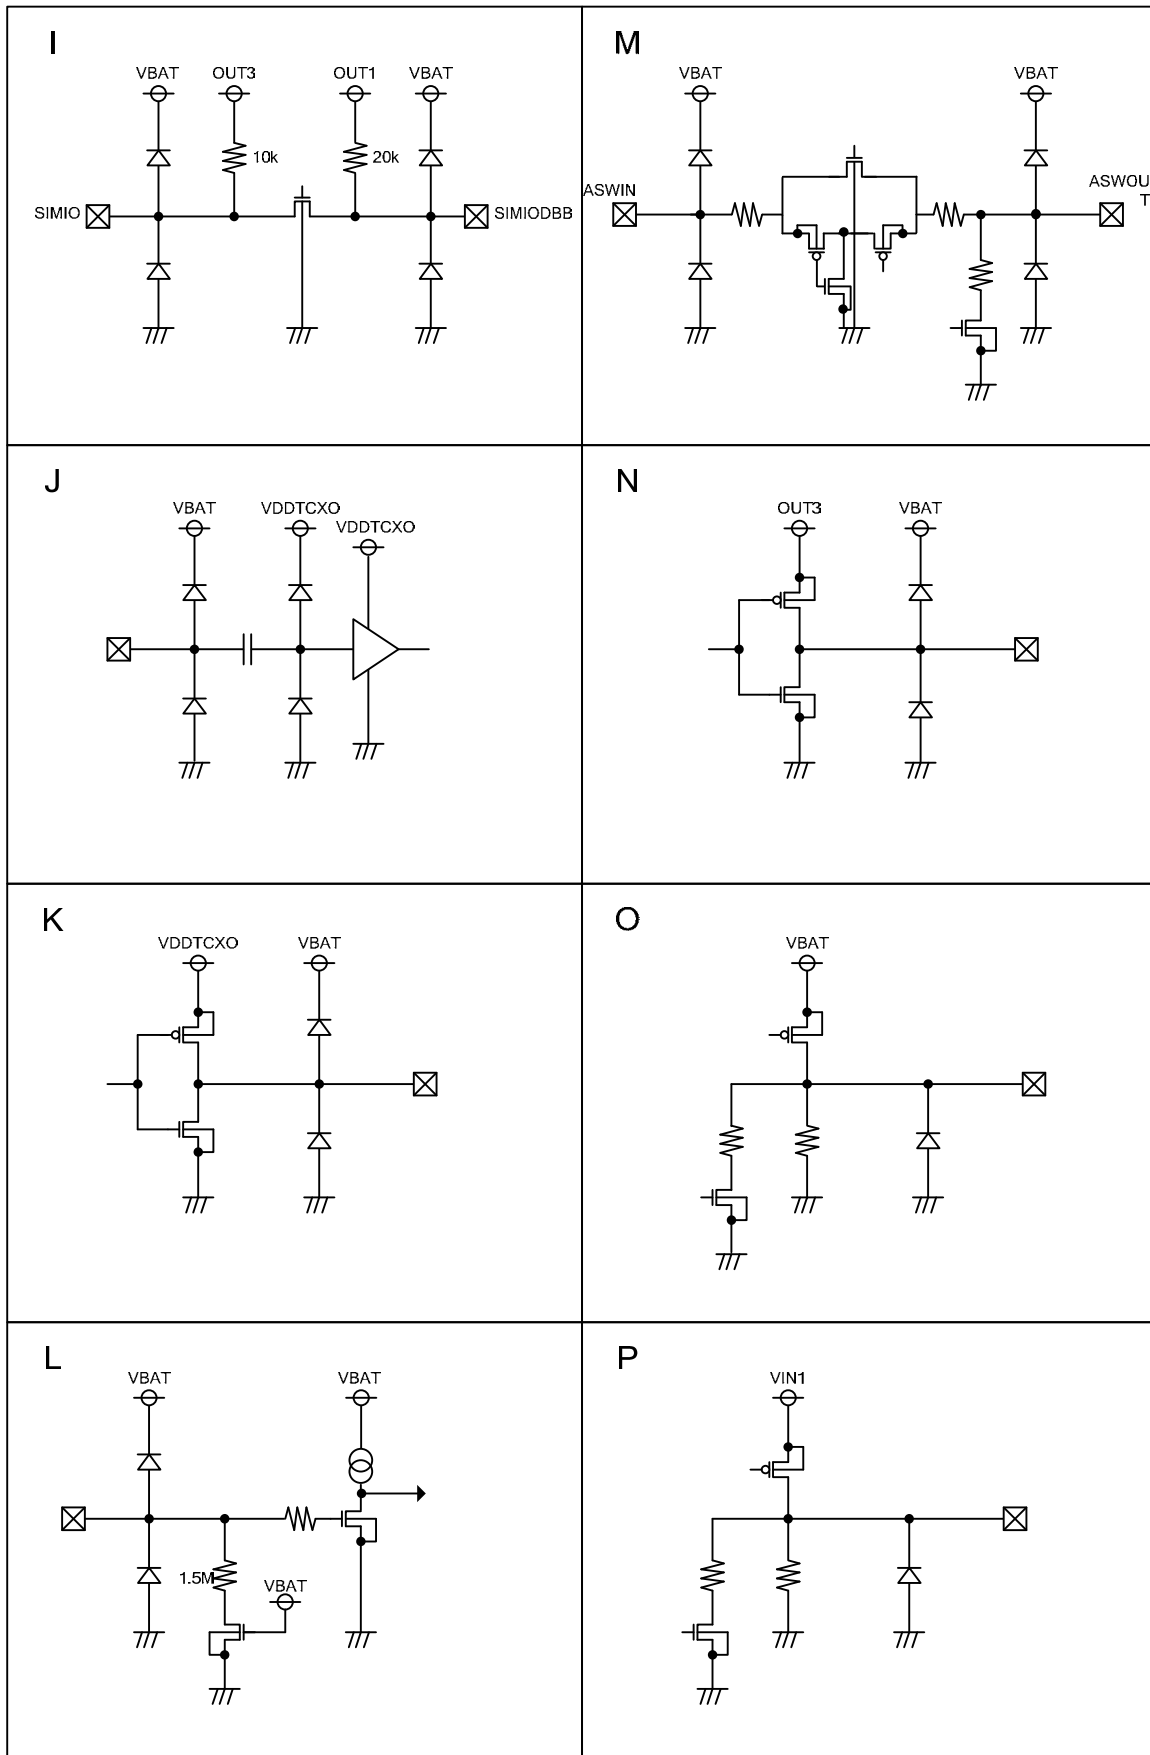 I
VBAT
OUT3
OUT1
VBAT
10k
20k
SIMIO
SIMIODBB
M
VBAT
VBAT
ASWIN
ASWOU
T
J
VBAT
VDDTCXO
VDDTCXO
N
OUT3
VBAT
K
VDDTCXO
VBAT
O
VBAT
L
VBAT
VBAT
1.5M
VBAT
P
VIN1